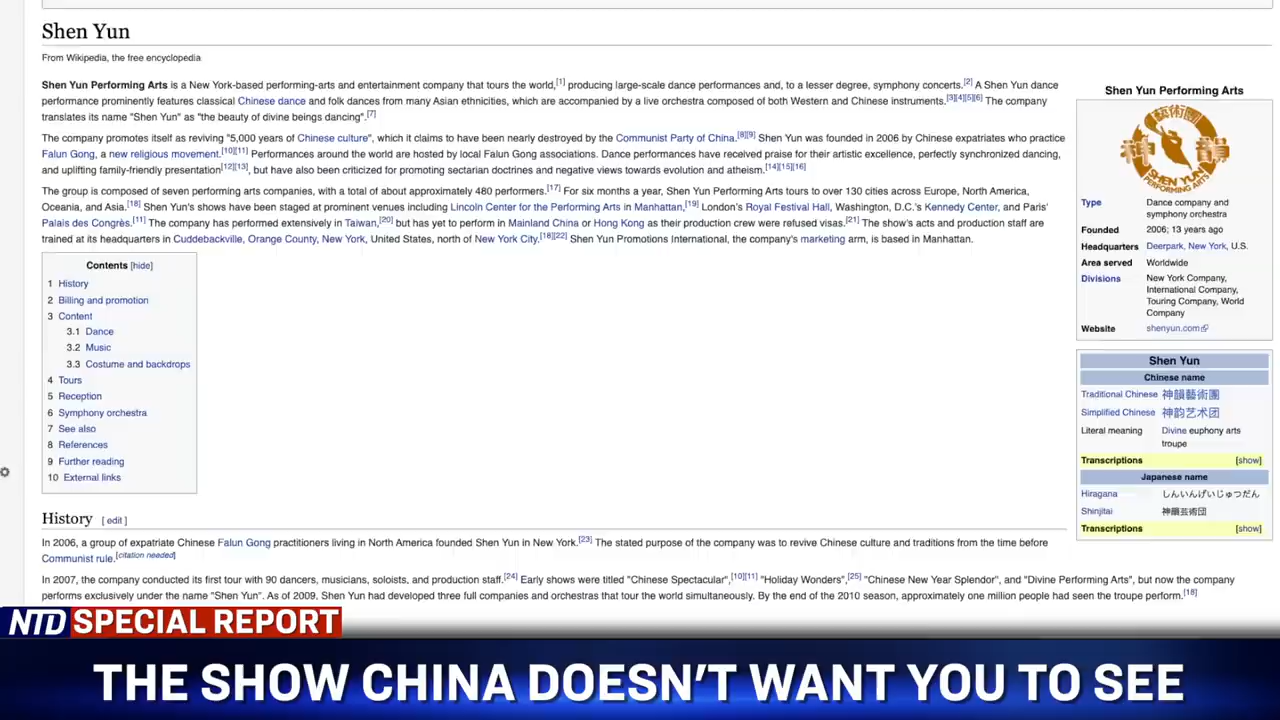 Shen Yun
From Wikipedia, the free encyclopedia
Shen Yun Performing Arts is a New York-based performing-arts and entertainment company that tours the world,[1] producing large-scale dance performances and, to a lesser degree, symphony concerts.[2] A Shen Yun dance
performance prominently features classical Chinese dance and folk dances from many Asian ethnicities, which are accompanied by a live orchestra composed of both Western and Chinese instruments.[3][4][5][6] The company
translates its name "Shen Yun" as "the beauty of divine beings dancing".[7]
The company promotes itself as reviving "5,000 years of Chinese culture", which it claims to have been nearly destroyed by the Communist Party of China.[8][9] Shen Yun was founded in 2006 by Chinese expatriates who practice
Falun Gong, a new religious movement.[10][11] Performances around the world are hosted by local Falun Gong associations. Dance performances have received praise for their artistic excellence, perfectly synchronized dancing,
and uplifting family-friendly presentation[12][13], but have also been criticized for promoting sectarian doctrines and negative views towards evolution and atheism.[14][15][16]
The group is composed of seven performing arts companies, with a total of about approximately 480 performers.[17] For six months a year, Shen Yun Performing Arts tours to over 130 cities across Europe, North America,
Oceania, and Asia.[18] Shen Yun's shows have been staged at prominent venues including Lincoln Center for the Performing Arts in Manhattan,[19] London's Royal Festival Hall, Washington, D.C.'s Kennedy Center, and Paris'
Palais des Congrès.[11] The company has performed extensively in Taiwan,[20] but has yet to perform in Mainland China or Hong Kong as their production crew were refused visas.[21] The show's acts and production staff are
trained at its headquarters in Cuddebackville, Orange County, New York, United States, north of New York City.[18][22] Shen Yun Promotions International, the company's marketing arm, is based in Manhattan.
Contents [hide]
1 History
2 Billing and promotion
3 Content
3.1 Dance
3.2 Music
3.3 Costume and backdrops
4 Tours
5 Reception
6 Symphony orchestra
7 See also
8 References
9 Further reading
10 External links
Shen Yun Performing Arts
藝術團
神 韻
SHEN YUN
PERFORMING ARTS
Type Dance company and
symphony orchestra
Founded 2006; 13 years ago
Headquarters Deerpark, New York, U.S.
Area served Worldwide
Divisions New York Company,
International Company,
Touring Company, World
Company
Website shenyun.com
Shen Yun
Chinese name
Traditional Chinese 神韻藝術團
Simplified Chinese 神韵艺术团
Literal meaning Divine euphony arts
troupe
Transcriptions [show]
Japanese name
Hiragana しんいんげいじゅつだん
Shinjitai 神韻芸術団
Transcriptions [show]
History [ edit ]
In 2006, a group of expatriate Chinese Falun Gong practitioners living in North America founded Shen Yun in New York.[23] The stated purpose of the company was to revive Chinese culture and traditions from the time before
Communist rule.[citation needed]
In 2007, the company conducted its first tour with 90 dancers, musicians, soloists, and production staff.[24] Early shows were titled "Chinese Spectacular",[10][11] "Holiday Wonders",[25] "Chinese New Year Splendor", and "Divine Performing Arts", but now the company
performs exclusively under the name "Shen Yun". As of 2009, Shen Yun had developed three full companies and orchestras that tour the world simultaneously. By the end of the 2010 season, approximately one million people had seen the troupe perform.[18]
NTD SPECIAL REPORT
THE SHOW CHINA DOESN'T WANT YOU TO SEE